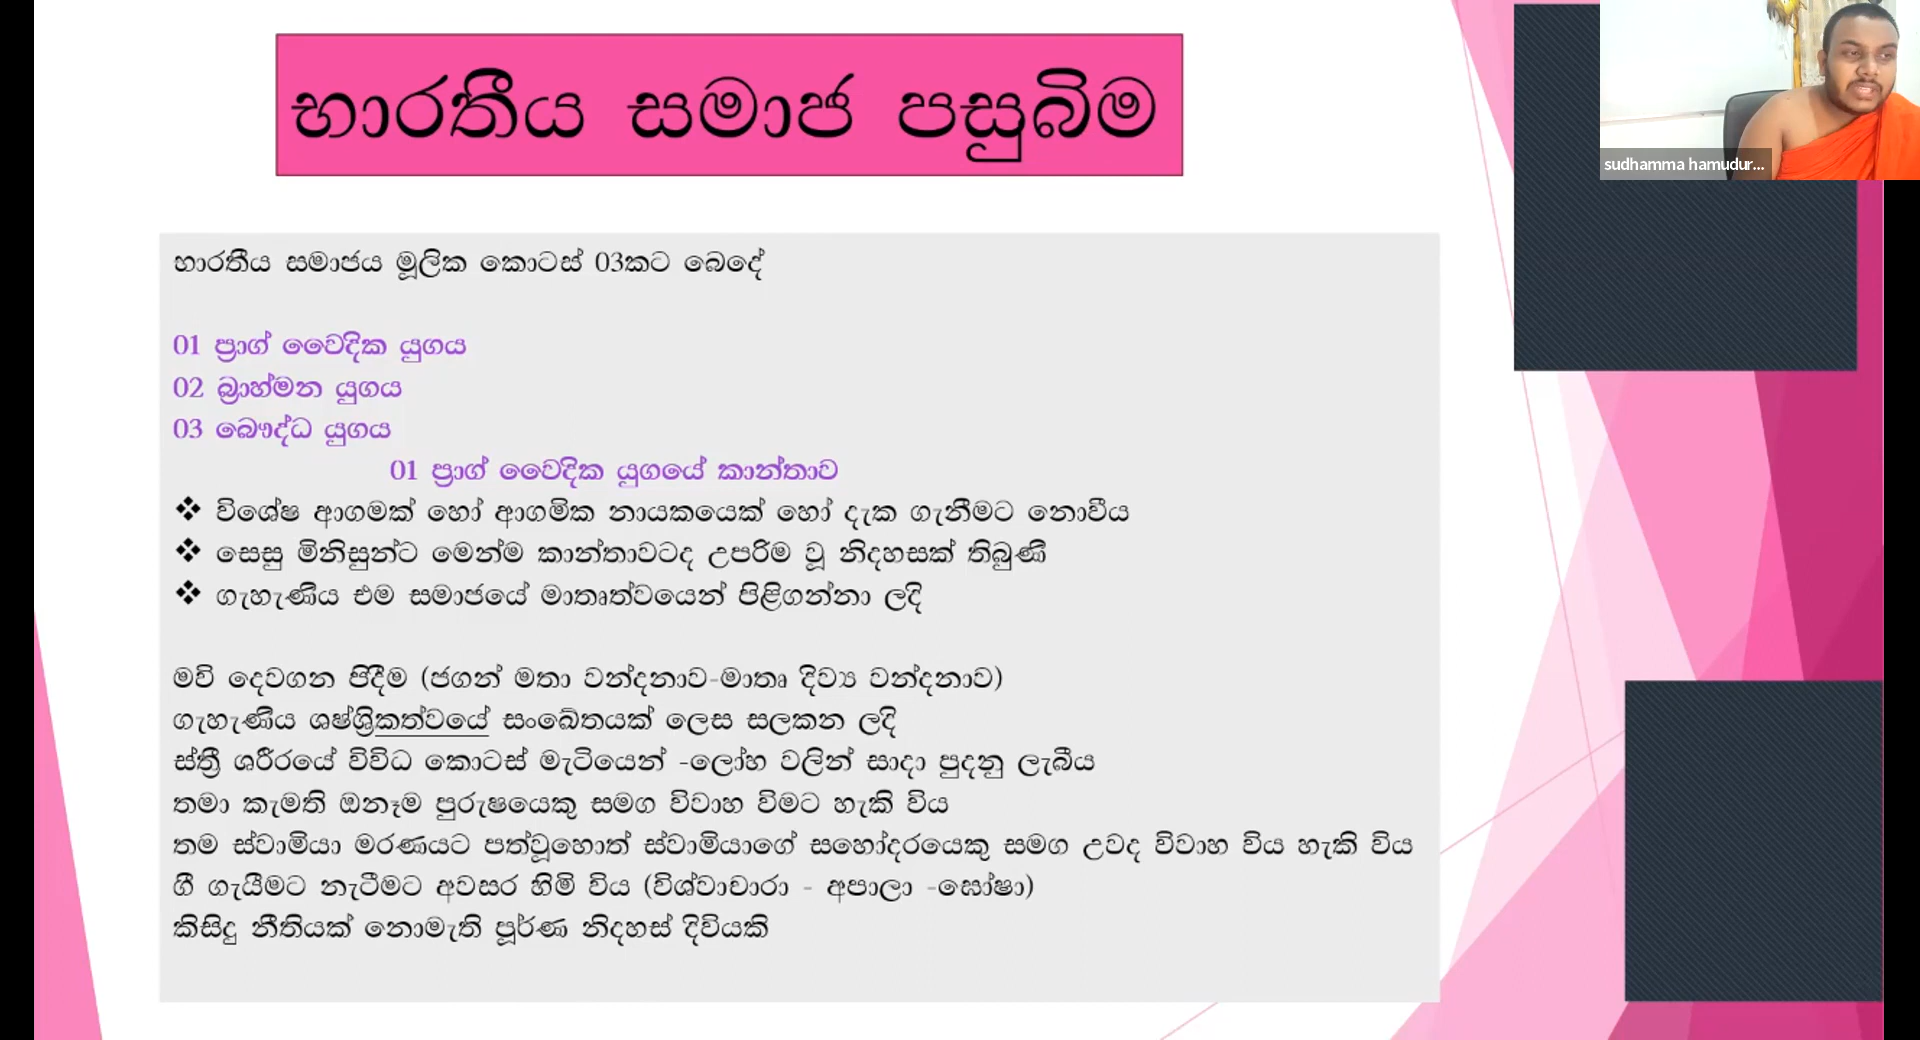 භාරතීය සමාජ පසුබිම
sudhamma hamudur...
භාරතීය සමාජය මූලික කොටස් 03කට බෙදේ
01 ප්‍රාග් වෛදික යුගය
02 බ්‍රාහ්මන යුගය
03 බෞද්ධ යුගය
01 ප්‍රාග් වෛදික යුගයේ කාන්තාව
❖ විශේෂ ආගමක් හෝ ආගමික නායකයෙක් හෝ දැක ගැනීමට නොවීය
❖ සෙසු මිනිසුන්ට මෙන්ම කාන්තාවටද උපරිම වූ නිදහසක් තිබුණි
❖ ගැහැණිය එම සමාජයේ මාතෘත්වයෙන් පිළිගන්නා ලදි
මව් දෙවගන පිදීම (ජගන් මතා වන්දනාව-මාතෘ දිව්‍ය වන්දනාව)
ගැහැණිය ශෂ්ශ්‍රිකත්වයේ සංඛේතයක් ලෙස සලකන ලදි
ස්ත්‍රී ශරීරයේ විවිධ කොටස් මැටියෙන් -ලෝහ වලින් සාදා පුදනු ලැබීය
තමා කැමති ඔනෑම පුරුෂයෙකු සමග විවාහ විමට හැකි විය
තම ස්වාමියා මරණයට පත්වූහොත් ස්වාමියාගේ සහෝදරයෙකු සමග උවද විවාහ විය හැකි විය
ගී ගැයීමට නැටීමට අවසර හිමි විය (විශ්වාචාරා - අපාලා -ඝෝෂා)
කිසිදු නීතියක් නොමැති පූර්ණ නිදහස් දිවියකි